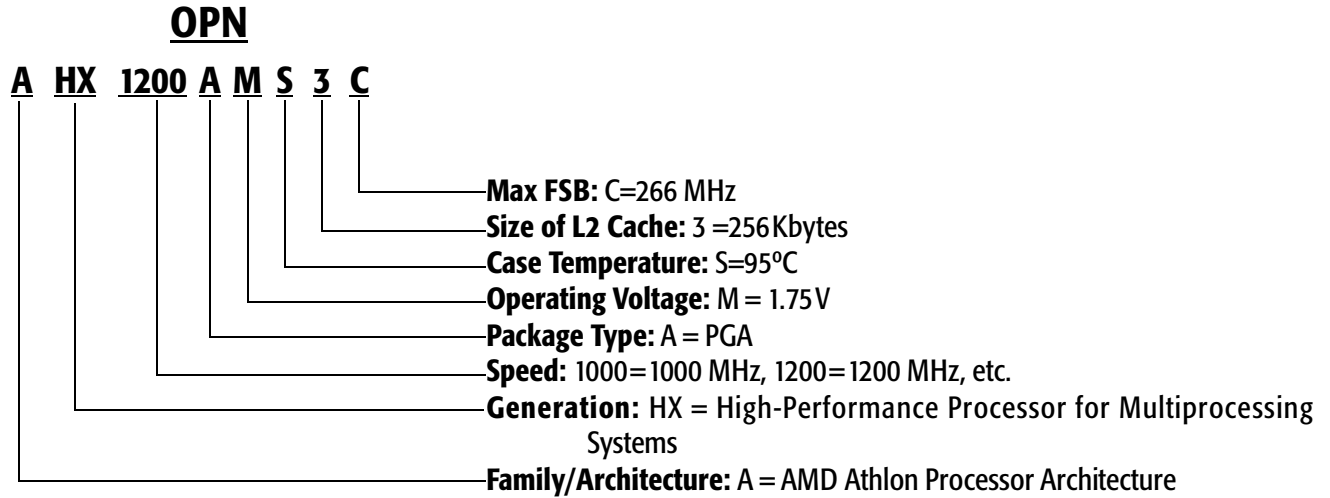 OPN
A HX 1200 A M S 3 C
Max FSB: C=266 MHz
Size of L2 Cache: 3 =256Kbytes
Case Temperature: S=95ºC
Operating Voltage: M = 1.75V
Package Type: A = PGA
Speed: 1000=1000 MHz, 1200=1200 MHz, etc.
Generation: HX = High-Performance Processor for Multiprocessing
Systems
Family/Architecture: A = AMD Athlon Processor Architecture